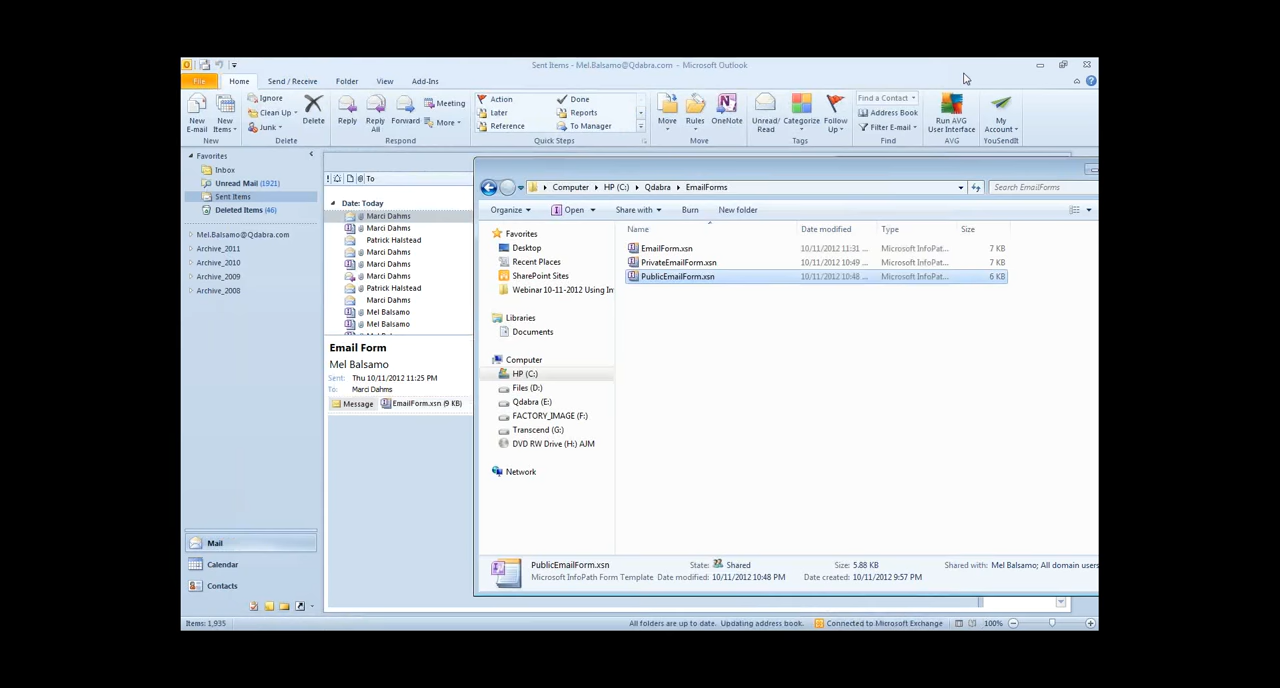 Sent Items - Mel.Balsamo@Qdabra.com - Microsoft Outlook
File Home Send / Receive Folder View Add-Ins
New E-mail
New Items
Ignore
Clean Up
Junk
Delete
Reply
Reply All
Forward
Meeting
More
Action
Later
Reference
Done
Reports
To Manager
Move
Rules
OneNote
Unread/ Read
Categorize
Follow Up
Find a Contact
Address Book
Filter E-mail
Run AVG User Interface
My Account
New Delete Respond Quick Steps Move Tags Find AVG YouSendIt
Favorites
Inbox
Unread Mail (1921)
Sent Items
Deleted Items (46)
Mel.Balsamo@Qdabra.com
Archive_2011
Archive_2010
Archive_2009
Archive_2008
To
Date: Today
Marci Dahms
Marci Dahms
Patrick Halstead
Marci Dahms
Marci Dahms
Marci Dahms
Patrick Halstead
Marci Dahms
Mel Balsamo
Mel Balsamo
Email Form
Mel Balsamo
Sent: Thu 10/11/2012 11:25 PM
To: Marci Dahms
Message EmailForm.xsn (9 KB)
Computer HP (C:) Qdabra EmailForms
Search EmailForms
Organize Open Share with Burn New folder
Favorites
Desktop
Recent Places
SharePoint Sites
Webinar 10-11-2012 Using In
Libraries
Documents
Computer
HP (C:)
Files (D:)
Qdabra (E:)
FACTORY_IMAGE (F:)
Transcend (G:)
DVD RW Drive (H:) AJM
Network
Name Date modified Type Size
EmailForm.xsn 10/11/2012 11:31 ... Microsoft InfoPat... 7 KB
PrivateEmailForm.xsn 10/11/2012 10:49 ... Microsoft InfoPat... 7 KB
PublicEmailForm.xsn 10/11/2012 10:48 ... Microsoft InfoPat... 6 KB
PublicEmailForm.xsn State: Shared Size: 5.88 KB Shared with: Mel Balsamo; All domain users
Microsoft InfoPath Form Template Date modified: 10/11/2012 10:48 PM Date created: 10/11/2012 9:57 PM
Mail
Calendar
Contacts
Items: 1,935 All folders are up to date. Updating address book. Connected to Microsoft Exchange 100%